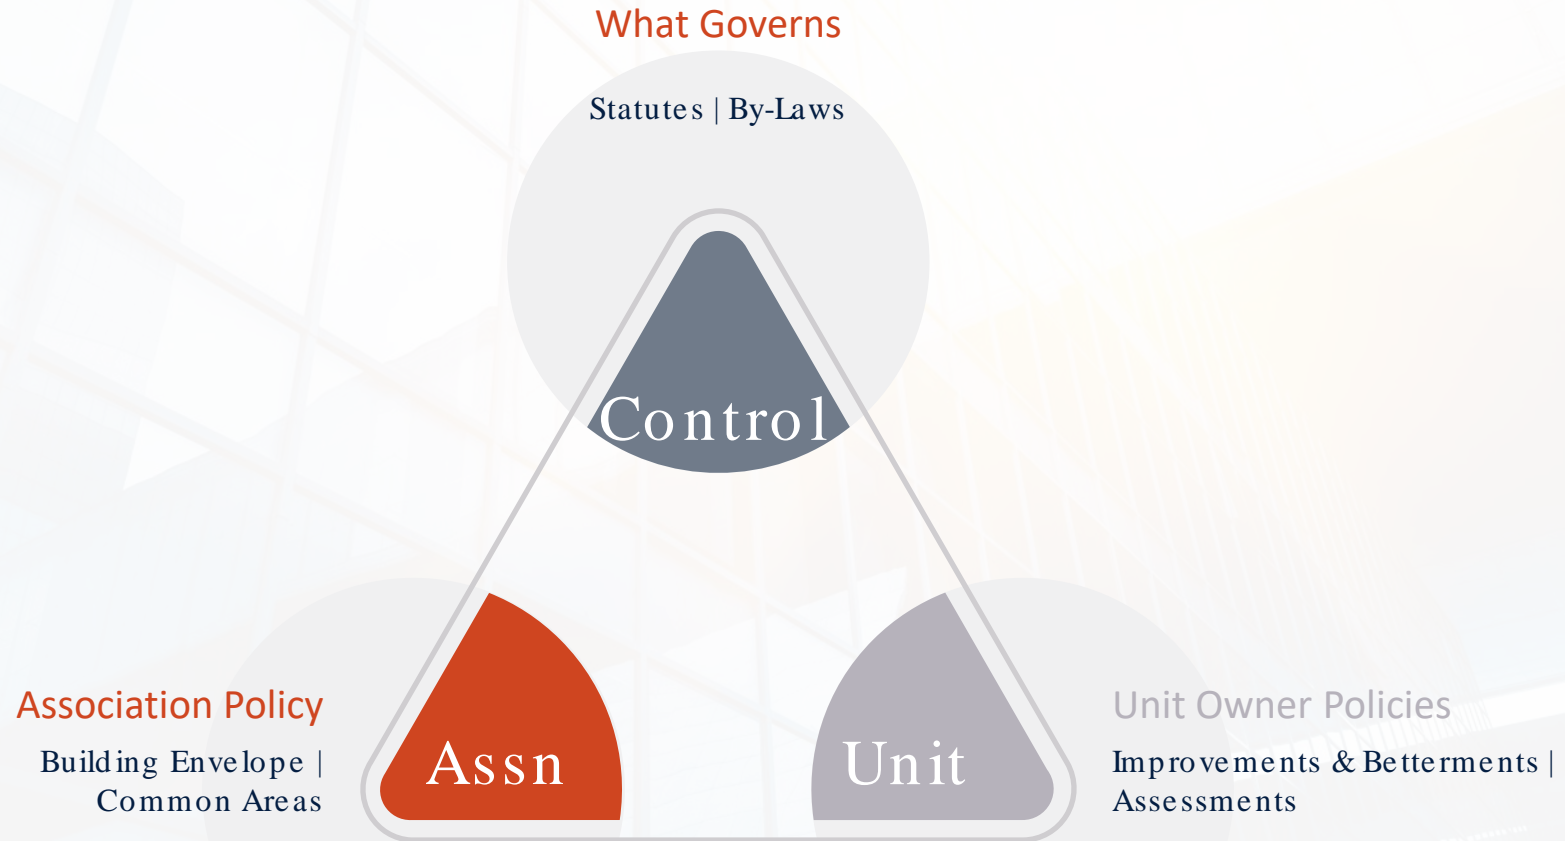 What Governs
Statutes | By-Laws
Control
Association Policy
Building Envelope |
Common Areas
Assn
Unit
Unit Owner Policies
Improvements & Betterments |
Assessments